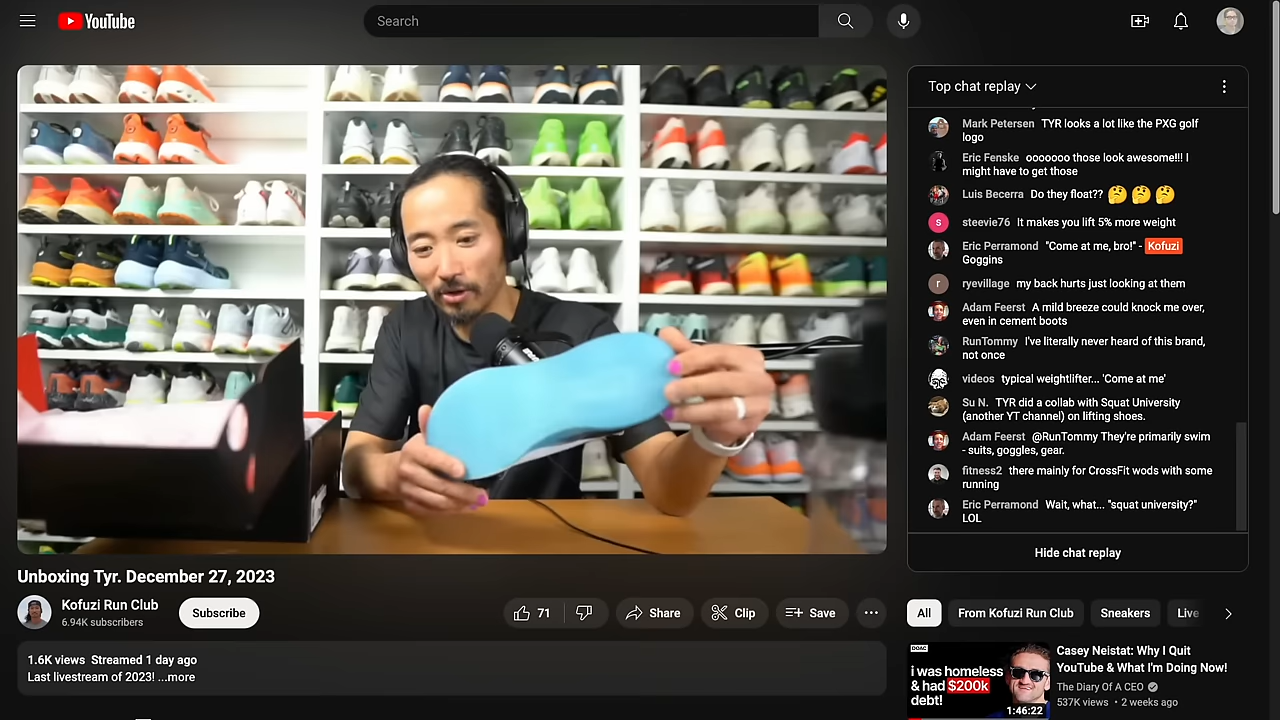 YouTube
Search
Top chat replay
Mark Petersen TYR looks a lot like the PXG golf
logo
Eric Fenske ooooooo those look awesome!!! I
might have to get those
Luis Becerra Do they float?? 🤔 🤔 🤔
S
steevie76 It makes you lift 5% more weight
Eric Perramond "Come at me, bro!" - Kofuzi
Goggins
r
ryevillage my back hurts just looking at them
Adam Feerst A mild breeze could knock me over,
even in cement boots
RunTommy I've literally never heard of this brand,
not once
videos typical weightlifter... 'Come at me'
Su N. TYR did a collab with Squat University
(another YT channel) on lifting shoes.
Adam Feerst @RunTommy They're primarily swim
- suits, goggles, gear.
fitness2 there mainly for CrossFit wods with some
running
Eric Perramond Wait, what... "squat university?"
LOL
Hide chat replay
Unboxing Tyr. December 27, 2023
Kofuzi Run Club
6.94K subscribers
Subscribe
71
Share
Clip
Save
1.6K views Streamed 1 day ago
Last livestream of 2023! ...more
All
From Kofuzi Run Club
Sneakers
Live
DOAC
i was homeless
& had $200k
debt!
1:46:22
Casey Neistat: Why I Quit
YouTube & What I'm Doing Now!
The Diary Of A CEO
537K views • 2 weeks ago